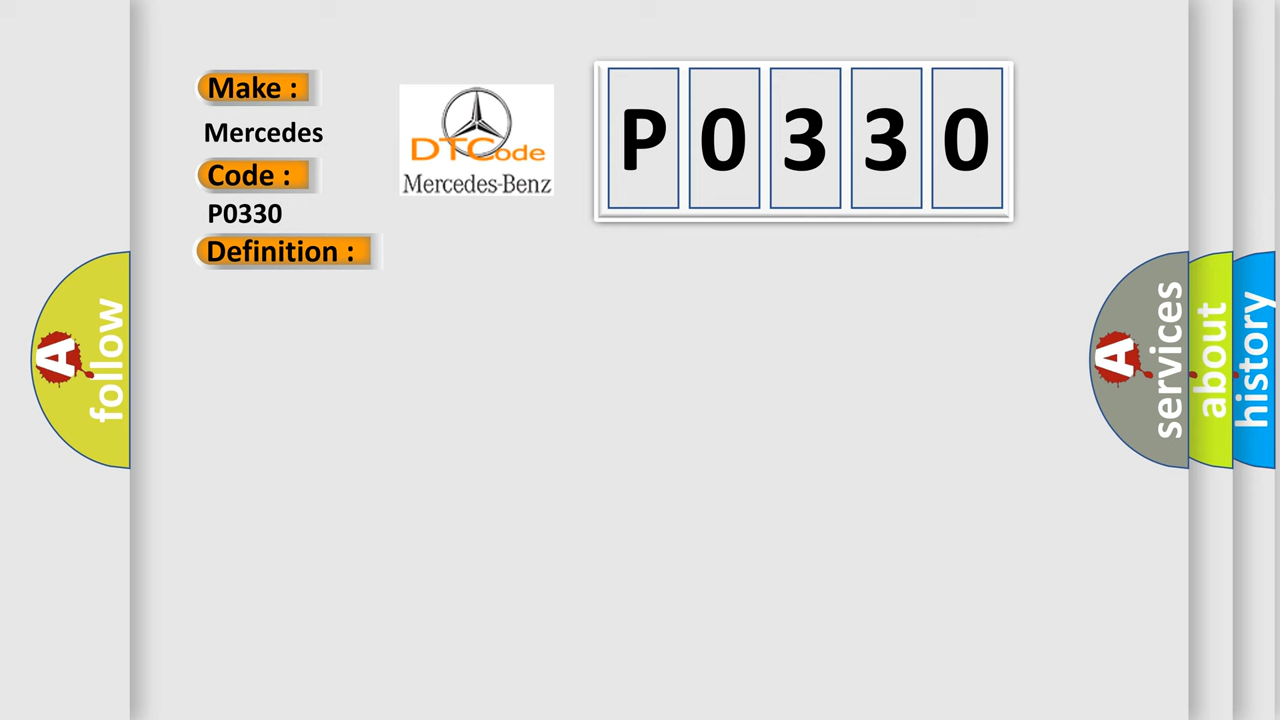 Make :
Mercedes
Code :
P0330
Definition :
DTCode
Mercedes-Benz
P0330
A follow
A services
about
history